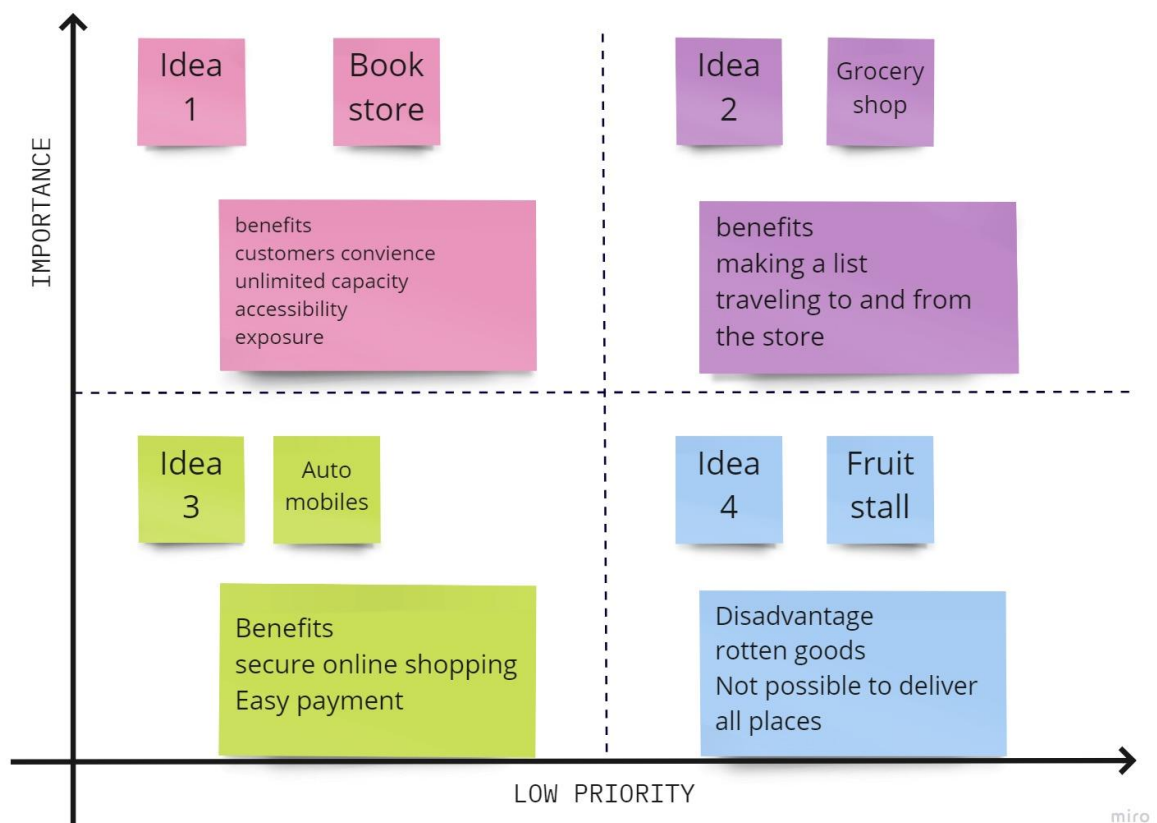 Idea
1
Book
store
Idea
2
Grocery
shop
IMPORTANCE
benefits
customers convience
unlimited capacity
accessibility
exposure
benefits
making a list
traveling to and from
the store
Idea
3
Auto
mobiles
Idea
4
Fruit
stall
Benefits
secure online shopping
Easy payment
Disadvantage
rotten goods
Not possible to deliver
all places
LOW PRIORITY
miro